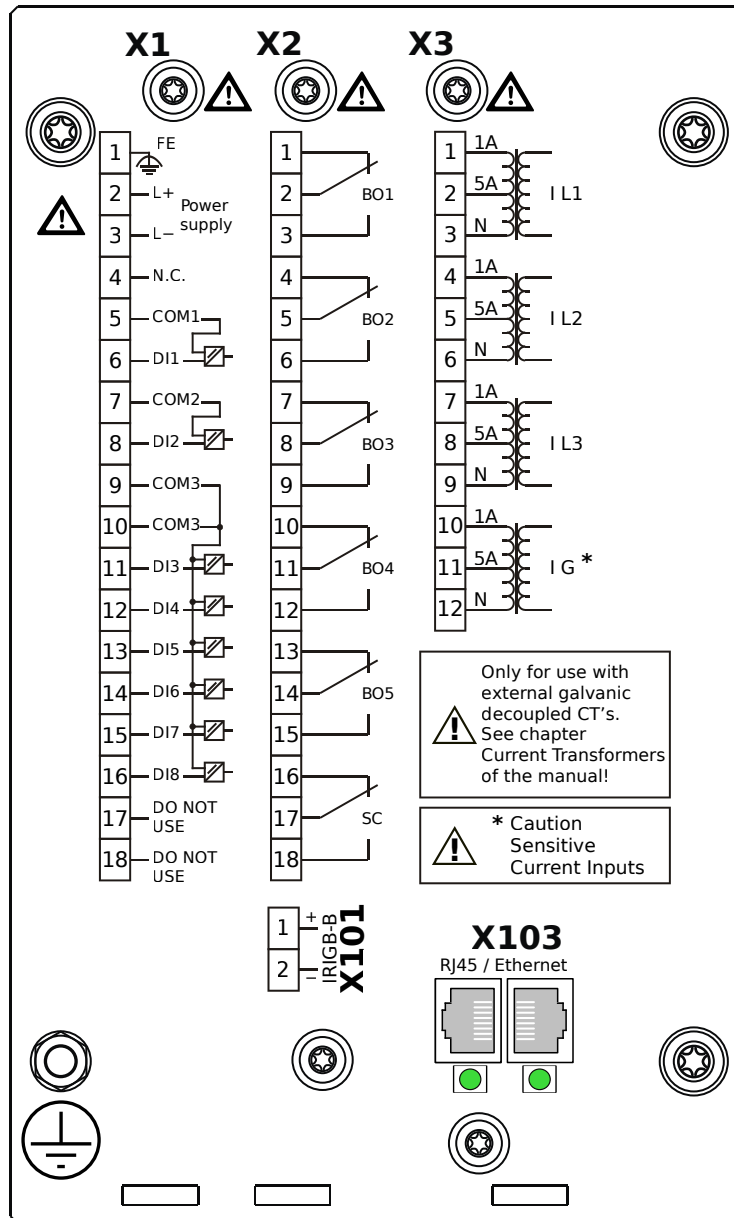 X1 X2 X3
1 FE
2 L+
Power
supply
3 L−
4 N.C.
5 COM1
6 DI1
7 COM2
8 DI2
9 COM3
10 COM3
11 DI3
12 DI4
13 DI5
14 DI6
15 DI7
16 DI8
17 DO NOT
USE
18 DO NOT
USE
1
2 BO1
3
4
5 BO2
6
7
8 BO3
9
10
11 BO4
12
13
14 BO5
15
16
17 SC
18
1 1A
2 5A I L1
3 N
4 1A
5 5A I L2
6 N
7 1A
8 5A I L3
9 N
10 1A
11 5A I G *
12 N
Only for use with
external galvanic
decoupled CT's.
See chapter
Current Transformers
of the manual!
* Caution
Sensitive
Current Inputs
1 +
2 −
IRIGB-B
X101
X103
RJ45 / Ethernet